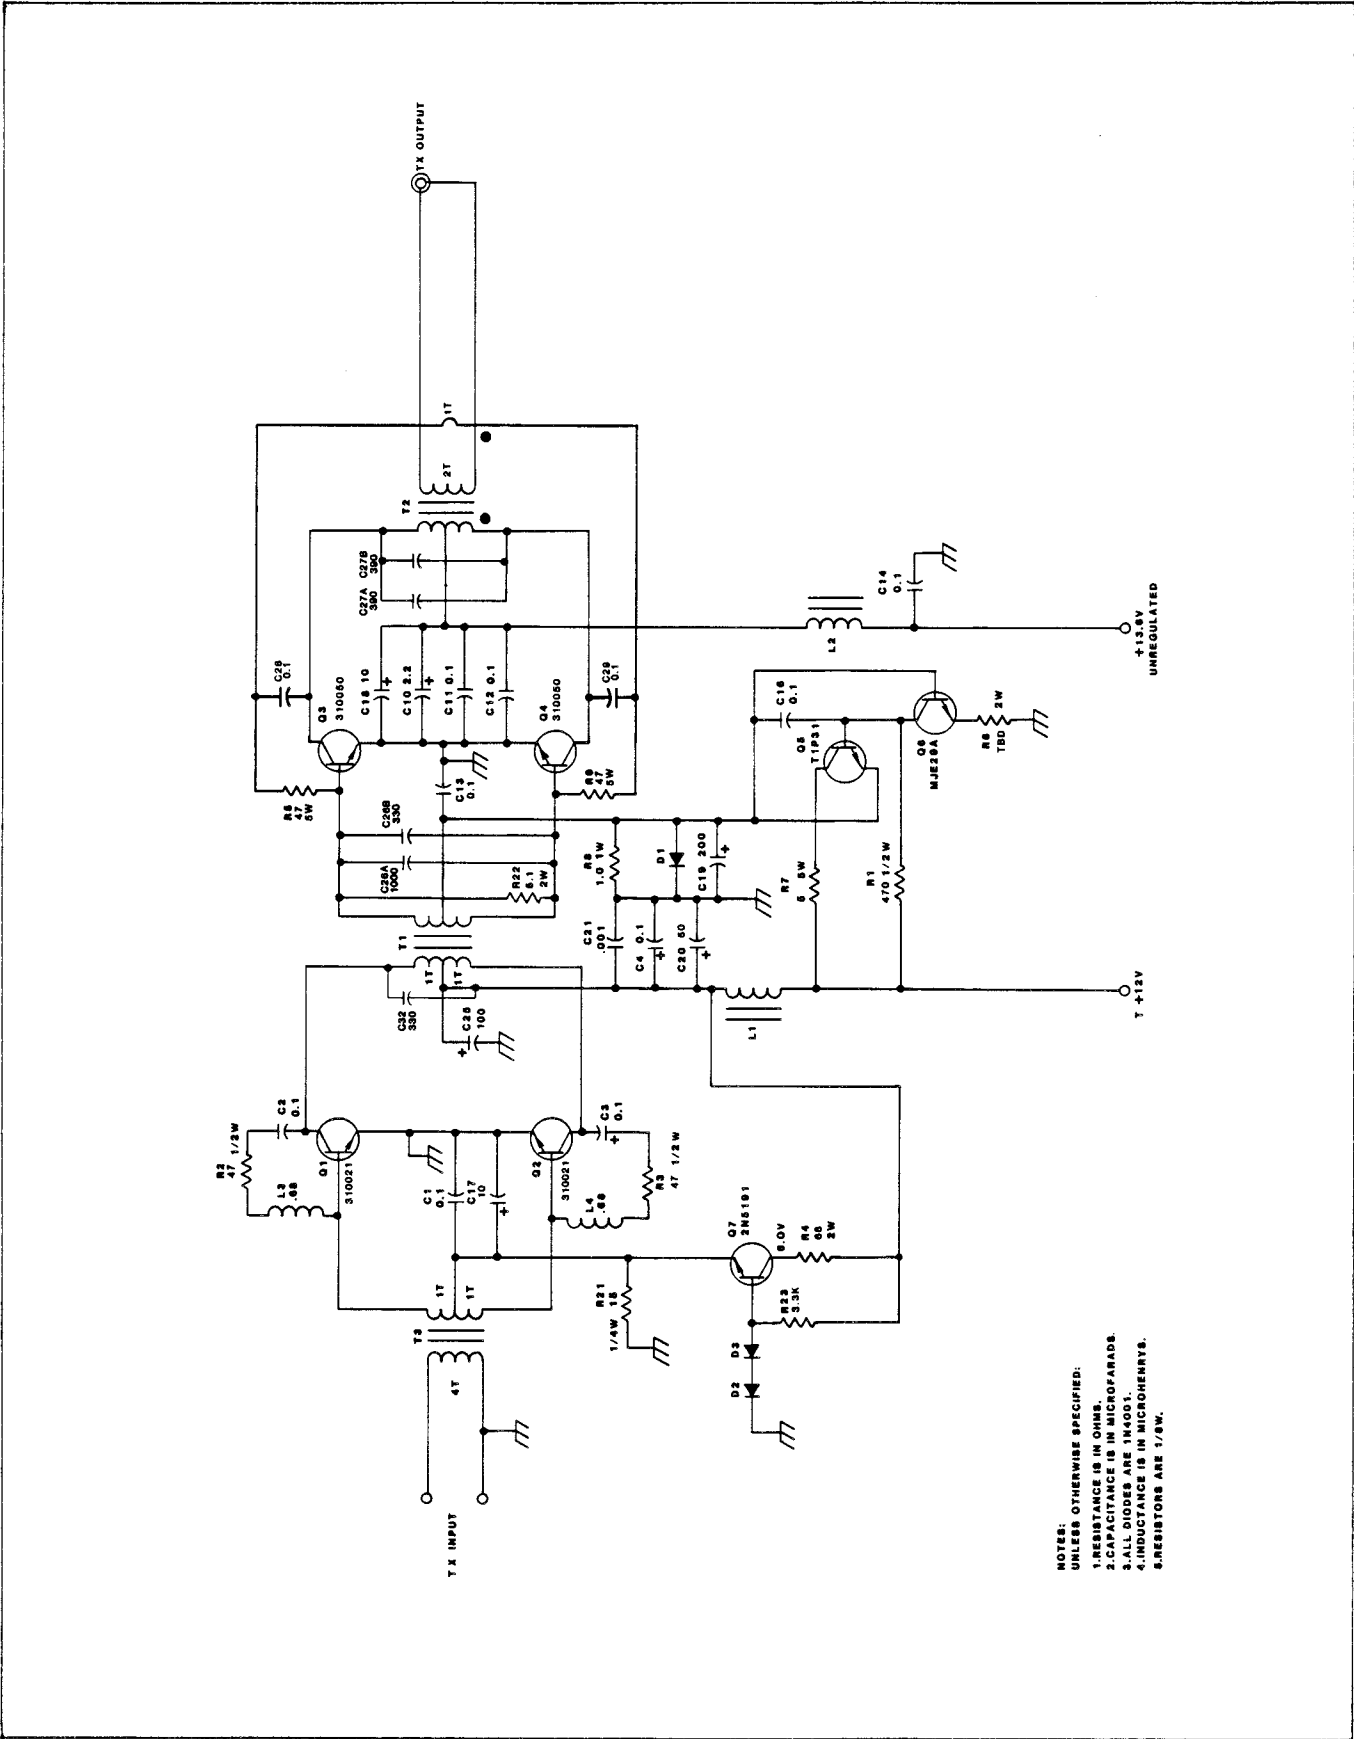 TX INPUT
4T
T3
1T
1T
R2
47 1/2W
L3
.68
C2
0.1
Q1
310021
C1
0.1
C17
10
Q2
310021
L4
.68
R3
47 1/2W
C3
0.1
R21
15
1/4W
Q7
2N5191
8.0V
R4
68
2W
R23
3.3K
D3
D2
C32
330
1T
1T
T1
C25
100
R22
5.1
2W
C26A
1000
C26B
330
R5
47
5W
C28
0.1
Q3
310050
C18 10
C10 2.2
C11 0.1
C12 0.1
C13
0.1
Q4
310050
R9
47
5W
C29
0.1
C27A
390
C27B
390
T2
2T
1T
TX OUTPUT
C21
.001
C4 0.1
C20 50
R8
1.0 1W
D1
C19 200
L1
R7
5 5W
R1
470 1/2W
Q5
T1P31
C16
0.1
Q6
MJE29A
R6 2W
TBD
L2
C14
0.1
T +12V
+13.6V
UNREGULATED
NOTES:
UNLESS OTHERWISE SPECIFIED:
1.RESISTANCE IS IN OHMS.
2.CAPACITANCE IS IN MICROFARADS.
3.ALL DIODES ARE 1N4001.
4.INDUCTANCE IS IN MICROHENRYS.
5.RESISTORS ARE 1/8W.